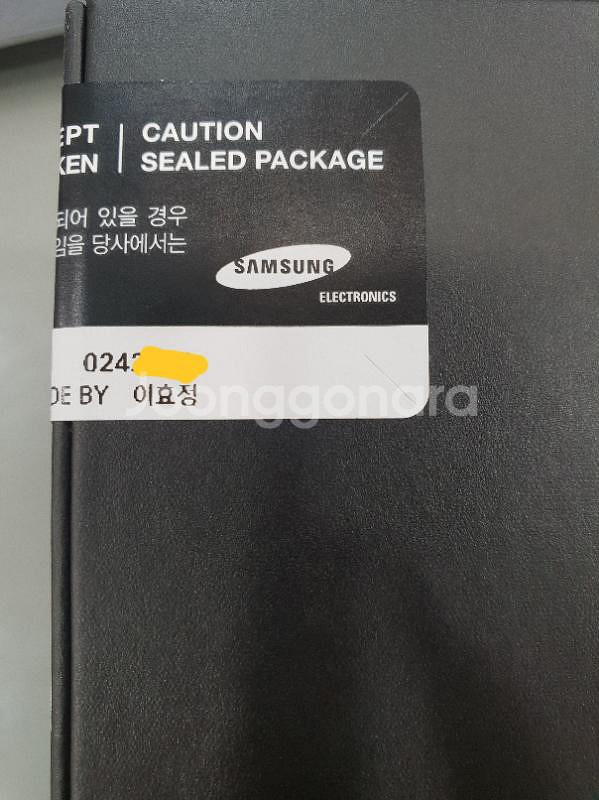 EPT
KEN
CAUTION
SEALED PACKAGE
되어 있을 경우
임을 당사에서는
SAMSUNG
ELECTRONICS
0242
DE BY 이효정
Joonggonara